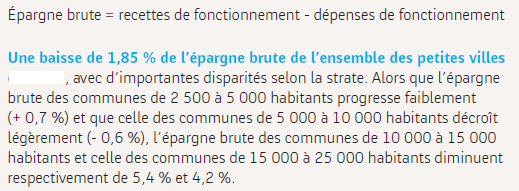 Épargne brute = recettes de fonctionnement - dépenses de fonctionnement
Une baisse de 1,85 % de l’épargne brute de l’ensemble des petites villes
, avec d’importantes disparités selon la strate. Alors que l’épargne
brute des communes de 2 500 à 5 000 habitants progresse faiblement
(+ 0,7 %) et que celle des communes de 5 000 à 10 000 habitants décroît
légèrement (- 0,6 %), l’épargne brute des communes de 10 000 à 15 000
habitants et celle des communes de 15 000 à 25 000 habitants diminuent
respectivement de 5,4 % et 4,2 %.